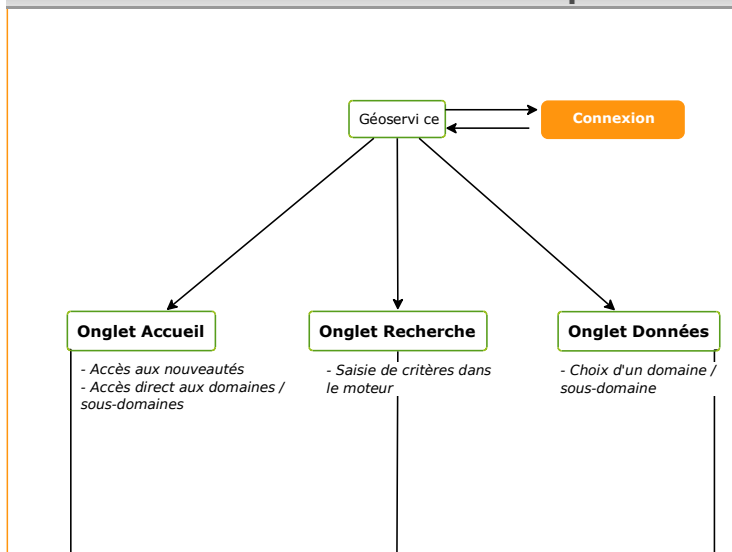 Géoservi ce
Connexion
Onglet Accueil
Onglet Recherche
Onglet Données
- Accès aux nouveautés
- Accès direct aux domaines /
sous-domaines
- Saisie de critères dans
le moteur
- Choix d'un domaine /
sous-domaine